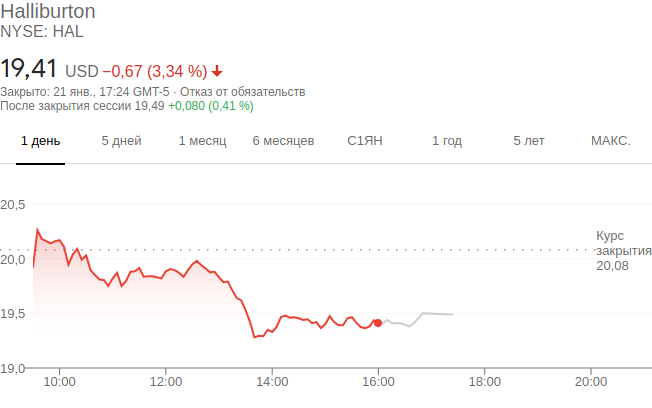 Halliburton
NYSE: HAL
19,41 USD −0,67 (3,34 %)
Закрыто: 21 янв., 17:24 GMT-5 · Отказ от обязательств
После закрытия сессии 19,49 +0,080 (0,41 %)
1 день 5 дней 1 месяц 6 месяцев С1ЯН 1 год 5 лет МАКС.
20,5
Курс
закрытия
20,08
20,0
19,5
19,0
10:00 12:00 14:00 16:00 18:00 20:00